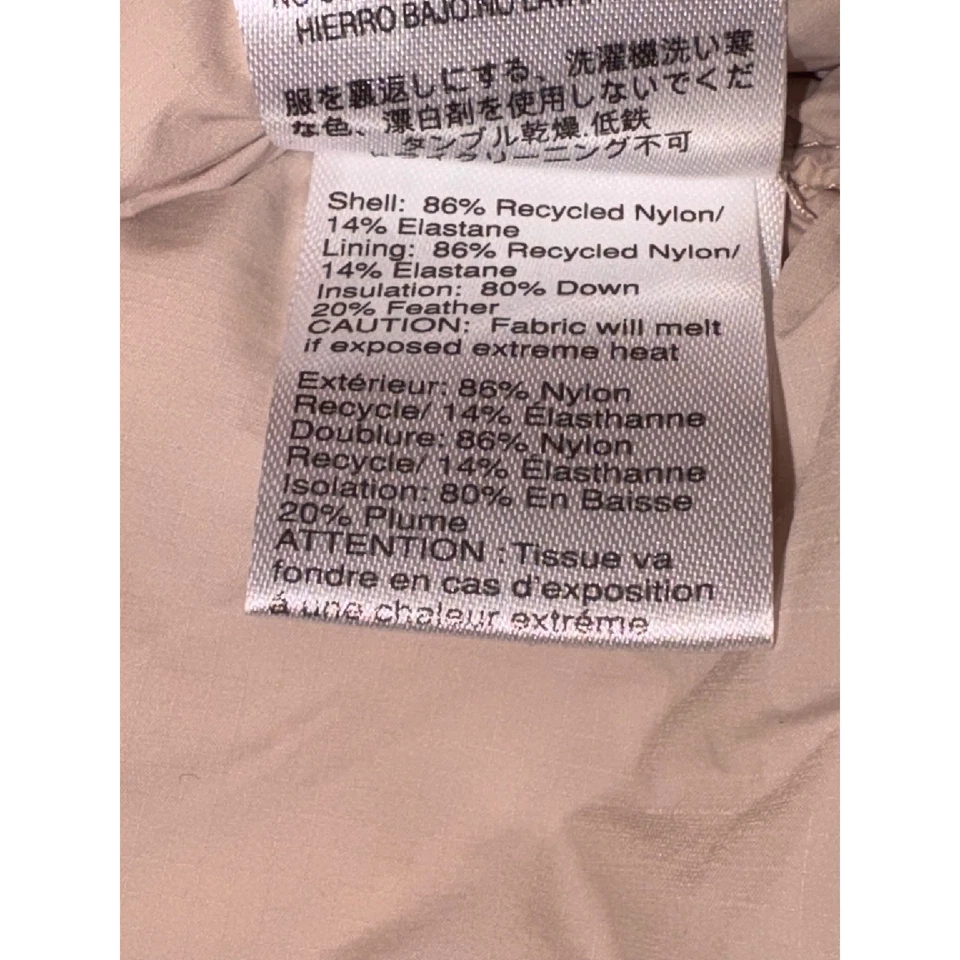 HIERRO BAJO.NO
服を裏返しにする、洗濯機洗い寒
な色、漂白剤を使用しないでくだ
タンブル乾燥.低鉄
ドライクリーニング不可
Shell: 86% Recycled Nylon/
14% Elastane
Lining: 86% Recycled Nylon/
14% Elastane
Insulation: 80% Down
20% Feather
CAUTION: Fabric will melt
if exposed extreme heat
Extérieur: 86% Nylon
Recycle/ 14% Élasthanne
Doublure: 86% Nylon
Recycle/ 14% Élasthanne
Isolation: 80% En Baisse
20% Plume
ATTENTION : Tissue va
fondre en cas d'exposition
á une chaleur extréme